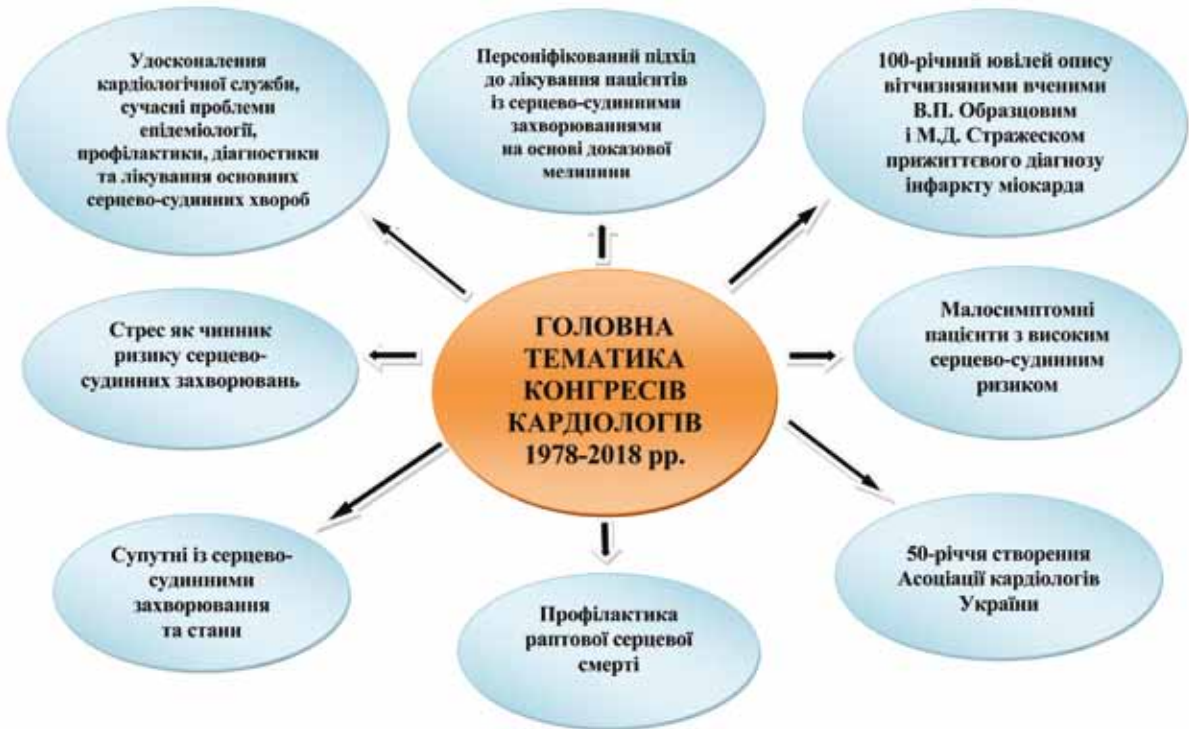 Удосконалення
кардіологічної служби,
сучасні проблеми
епідеміології,
профілактики, діагностики
та лікування основних
серцево-судинних хвороб
Персоніфікований підхід
до лікування пацієнтів
із серцево-судинними
захворюваннями
на основі доказової
медицини
100-річний ювілей опису
вітчизняними вченими
В.П. Образцовим
і М.Д. Стражеском
прижиттєвого діагнозу
інфаркту міокарда
Стрес як чинник
ризику серцево-
судинних захворювань
ГОЛОВНА
ТЕМАТИКА
КОНГРЕСІВ
КАРДІОЛОГІВ
1978-2018 рр.
Малосимптомні
пацієнти з високим
серцево-судинним
ризиком
Супутні із серцево-
судинними
захворювання
та стани
Профілактика
раптової серцевої
смерті
50-річчя створення
Асоціації кардіологів
України